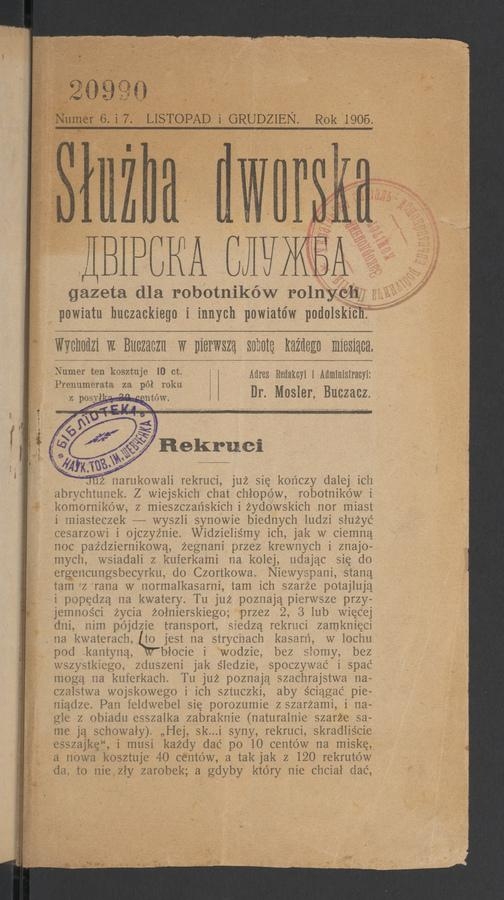 20990
Numer 6. i 7. LISTOPAD i GRUDZIEŃ. Rok 1905.
Służba dworska
ДВІРСКА СЛУЖБА
gazeta dla robotników rolnych
powiatu buczackiego i innych powiatów podolskich.
Wychodzi w Buczaczu w pierwszą sobotę każdego miesiąca.
Numer ten kosztuje 10 ct.
Prenumerata za pół roku
z posyłką 30 centów.
Adres Redakcyi i Administracyi:
Dr. Mosler, Buczacz.
БІБЛІОТЕКА
НАУК.ТОВ.ІМ.ШЕВЧЕНКА
Rekruci
Już narukowali rekruci, już się kończy dalej ich
abrychtunek. Z wiejskich chat chłopów, robotników i
komorników, z mieszczańskich i żydowskich nor miast
i miasteczek — wyszli synowie biednych ludzi służyć
cesarzowi i ojczyźnie. Widzieliśmy ich, jak w ciemną
noc październikową, żegnani przez krewnych i znajo-
mych, wsiadali z kuferkami na kolej, udając się do
ergencungsbecyrku, do Czortkowa. Niewyspani, staną
tam z rana w normalkasarni, tam ich szarże potajlują
i popędzą na kwatery. Tu już poznają pierwsze przy-
jemności życia żołnierskiego; przez 2, 3 lub więcej
dni, nim pójdzie transport, siedzą rekruci zamknięci
na kwaterach, to jest na strychach kasarń, w lochu
pod kantyną, w błocie i wodzie, bez słomy, bez
wszystkiego, zduszeni jak śledzie, spoczywać i spać
mogą na kuferkach. Tu już poznają szachrajstwa na-
czalstwa wojskowego i ich sztuczki, aby ściągać pie-
niądze. Pan feldwebel się porozumie z szarżami, i na-
gle z obiadu esszalka zabraknie (naturalnie szarże sa-
me ją schowały). „Hej, sk...i syny, rekruci, skradliście
esszajkę“, i musi każdy dać po 10 centów na miskę,
a nowa kosztuje 40 centów, a tak jak z 120 rekrutów
da, to nie zły zarobek; a gdyby który nie chciał dać,